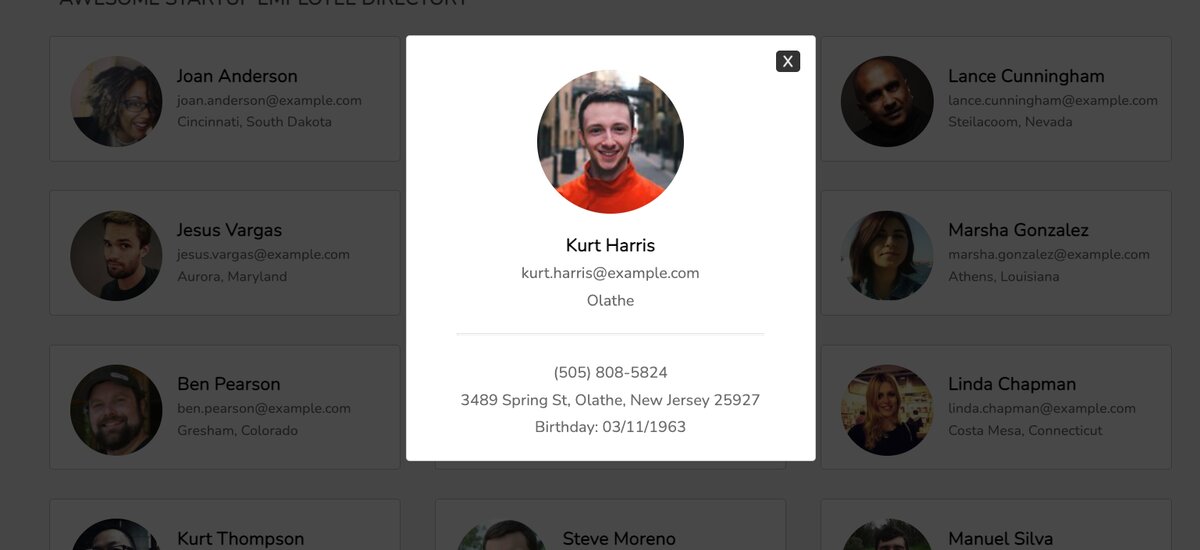 AWESOME STARTUP EMPLOYEE DIRECTORY
Joan Anderson
joan.anderson@example.com
Cincinnati, South Dakota
X
Kurt Harris
kurt.harris@example.com
Olathe
(505) 808-5824
3489 Spring St, Olathe, New Jersey 25927
Birthday: 03/11/1963
Lance Cunningham
lance.cunningham@example.com
Steilacoom, Nevada
Jesus Vargas
jesus.vargas@example.com
Aurora, Maryland
Marsha Gonzalez
marsha.gonzalez@example.com
Athens, Louisiana
Ben Pearson
ben.pearson@example.com
Gresham, Colorado
Linda Chapman
linda.chapman@example.com
Costa Mesa, Connecticut
Kurt Thompson
Steve Moreno
Manuel Silva